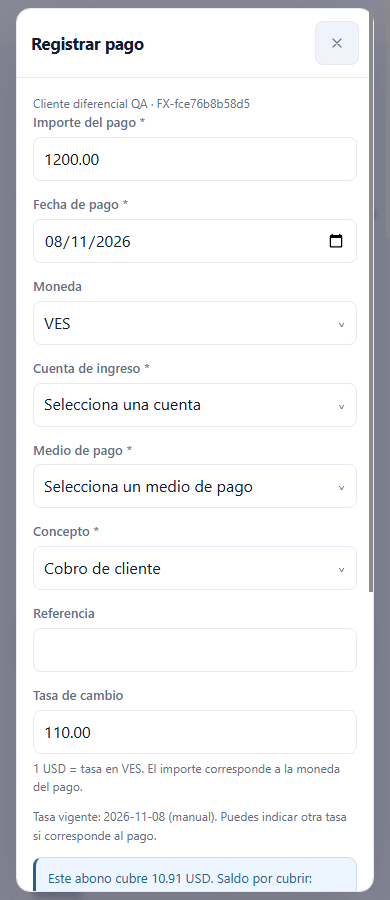 Registrar pago
×
Cliente diferencial QA · FX-fce76b8b58d5
Importe del pago *
1200.00
Fecha de pago *
08/11/2026
Moneda
VES
Cuenta de ingreso *
Selecciona una cuenta
Medio de pago *
Selecciona un medio de pago
Concepto *
Cobro de cliente
Referencia
Tasa de cambio
110.00
1 USD = tasa en VES. El importe corresponde a la moneda
del pago.
Tasa vigente: 2026-11-08 (manual). Puedes indicar otra tasa
si corresponde al pago.
Este abono cubre 10.91 USD. Saldo por cubrir: